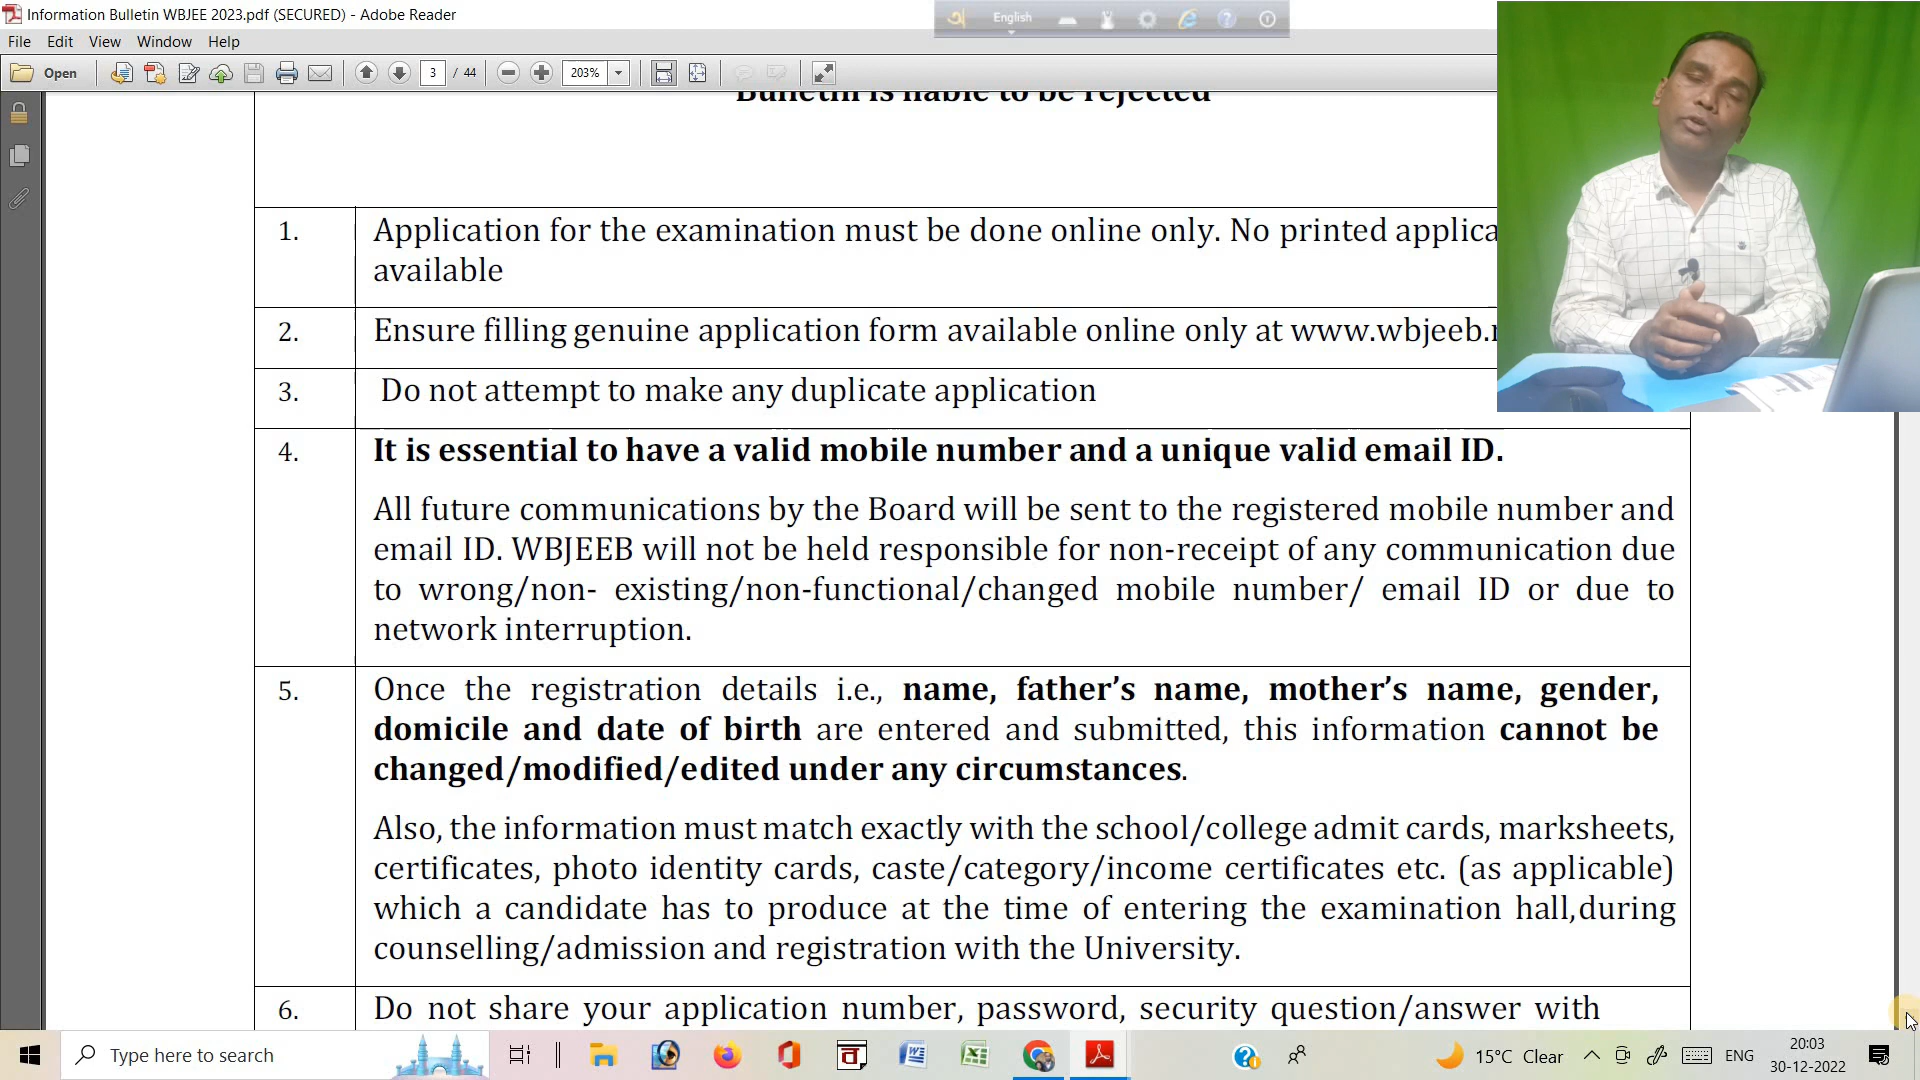 Information Bulletin WBJEE 2023.pdf (SECURED) - Adobe Reader
English
File Edit View Window Help
Open 3 / 44 203%
Bulletin is liable to be rejected
1. Application for the examination must be done online only. No printed applica
available
2. Ensure filling genuine application form available online only at www.wbjeeb.
3. Do not attempt to make any duplicate application
4. It is essential to have a valid mobile number and a unique valid email ID.
All future communications by the Board will be sent to the registered mobile number and
email ID. WBJEEB will not be held responsible for non-receipt of any communication due
to wrong/non- existing/non-functional/changed mobile number/ email ID or due to
network interruption.
5. Once the registration details i.e., name, father’s name, mother’s name, gender,
domicile and date of birth are entered and submitted, this information cannot be
changed/modified/edited under any circumstances.
Also, the information must match exactly with the school/college admit cards, marksheets,
certificates, photo identity cards, caste/category/income certificates etc. (as applicable)
which a candidate has to produce at the time of entering the examination hall,during
counselling/admission and registration with the University.
6. Do not share your application number, password, security question/answer with
Type here to search
15°C Clear
ENG
20:03
30-12-2022